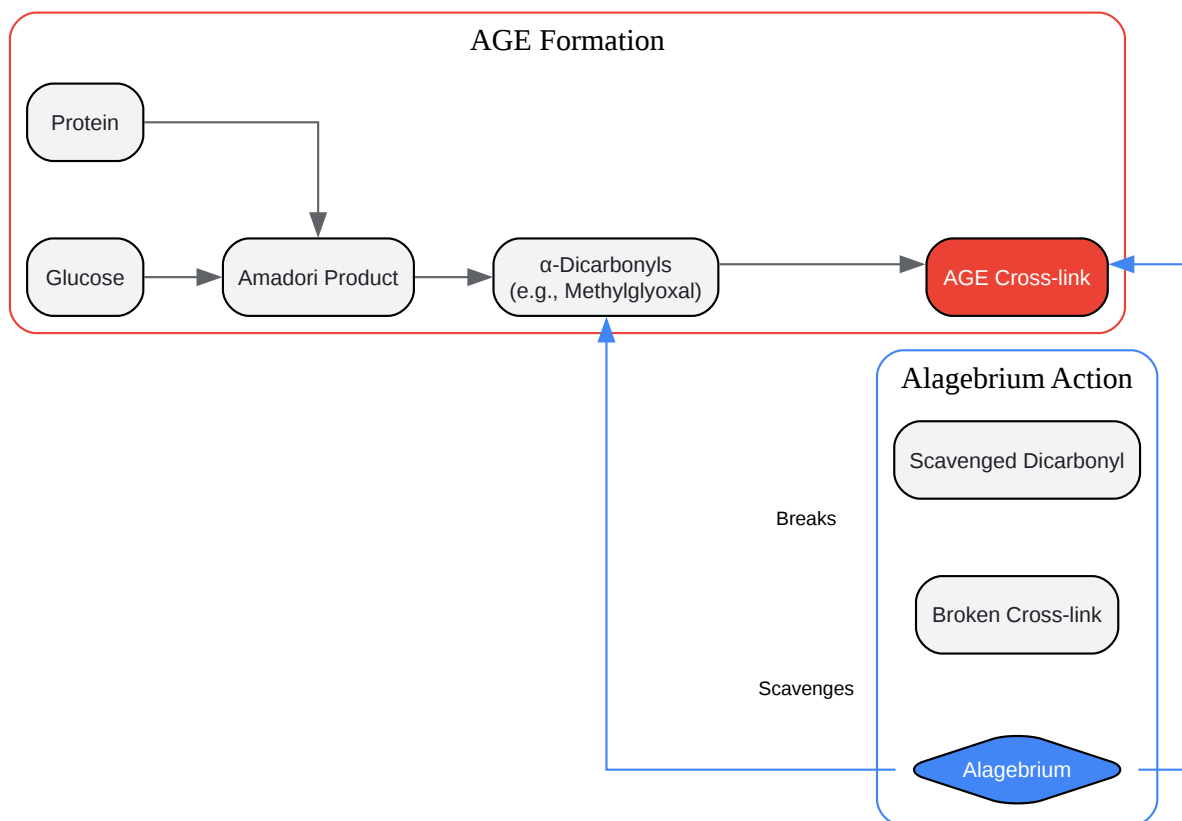 AGE Formation
Protein
Glucose
Amadori Product
α-Dicarbonyls
(e.g., Methylglyoxal)
AGE Cross-link
Alagebrium Action
Scavenged Dicarbonyl
Breaks
Broken Cross-link
Scavenges
Alagebrium